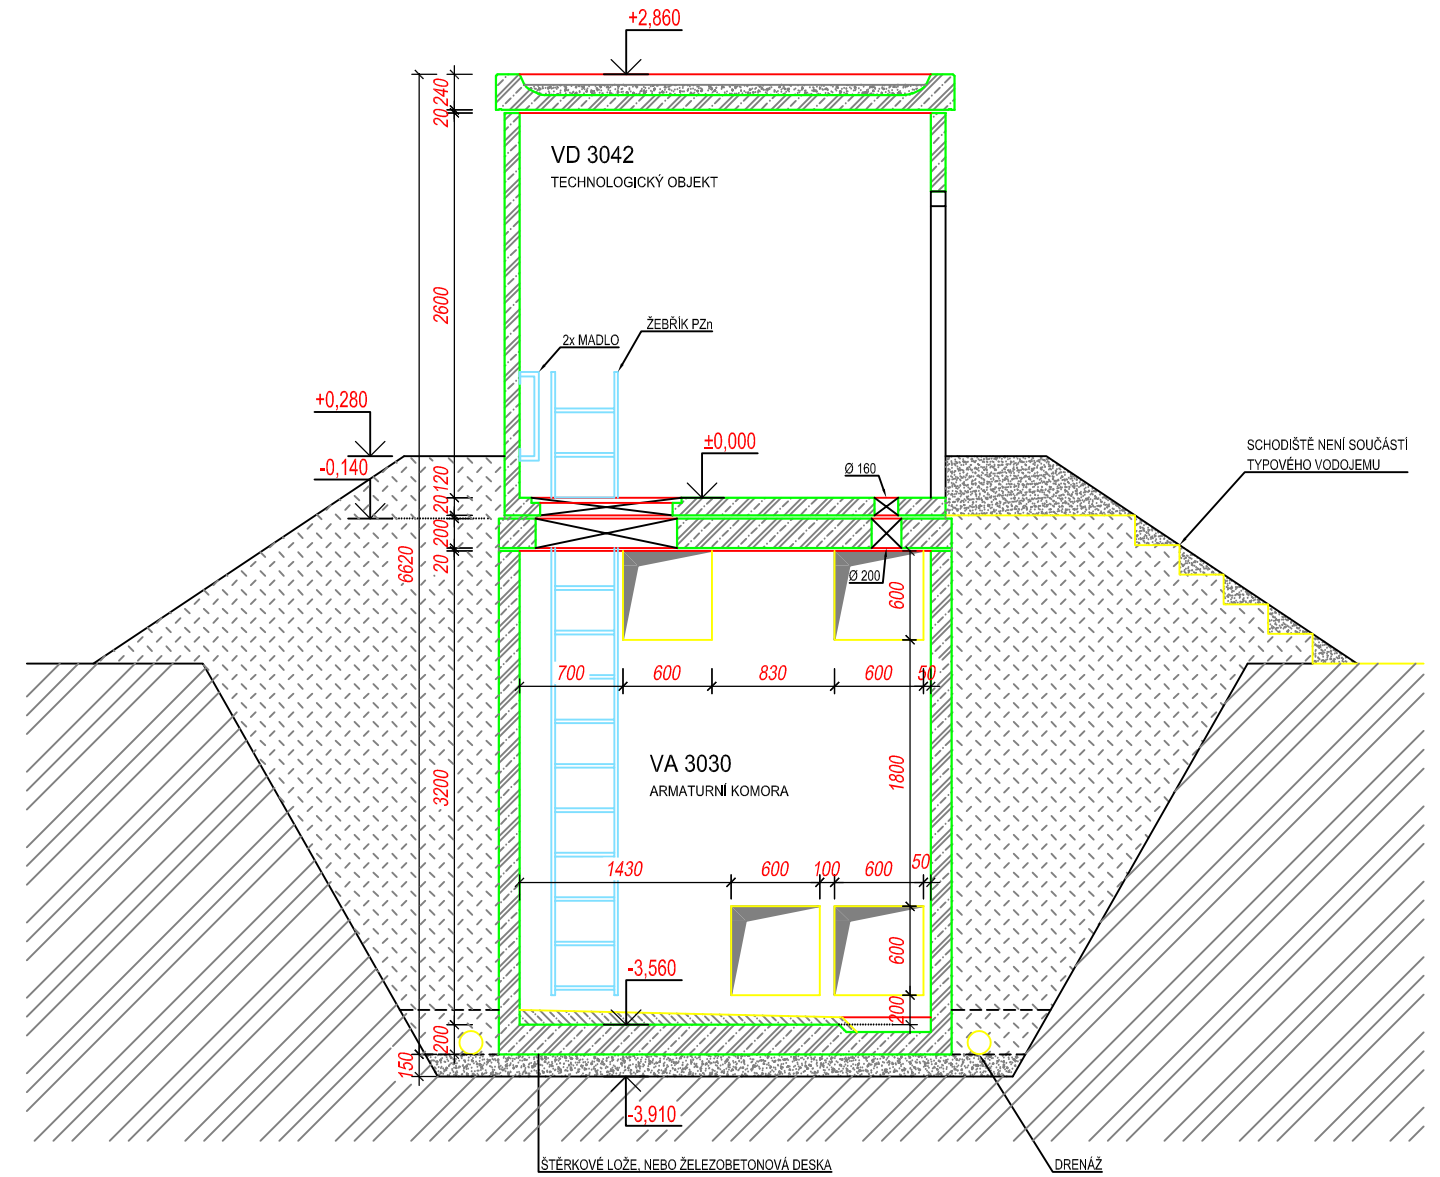 +2,860
240
20
VD 3042
TECHNOLOGICKÝ OBJEKT
2600
ŽEBŘÍK PZn
2x MADLO
+0,280
±0,000
-0,140
SCHODIŠTĚ NENÍ SOUČÁSTÍ
TYPOVÉHO VODOJEMU
Ø 160
120
20
200
20
6620
Ø 200
600
700
600
830
600
50
VA 3030
ARMATURNÍ KOMORA
3200
1800
1430
600
100
600
50
600
-3,560
200
200
150
-3,910
ŠTĚRKOVÉ LOŽE, NEBO ŽELEZOBETONOVÁ DESKA
DRENÁŽ